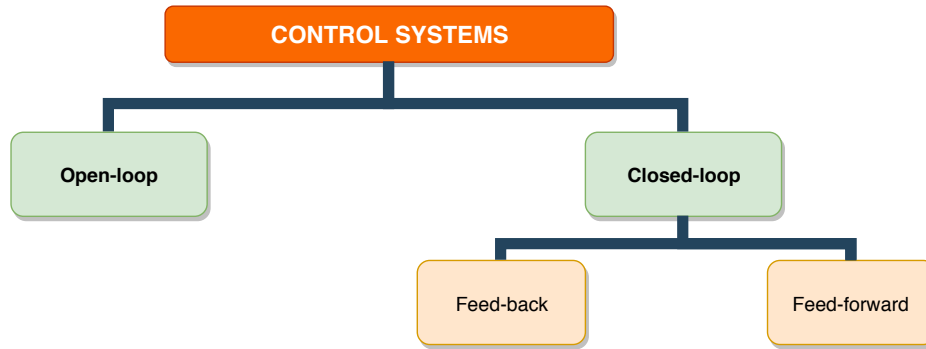 CONTROL SYSTEMS
Open-loop
Closed-loop
Feed-back
Feed-forward